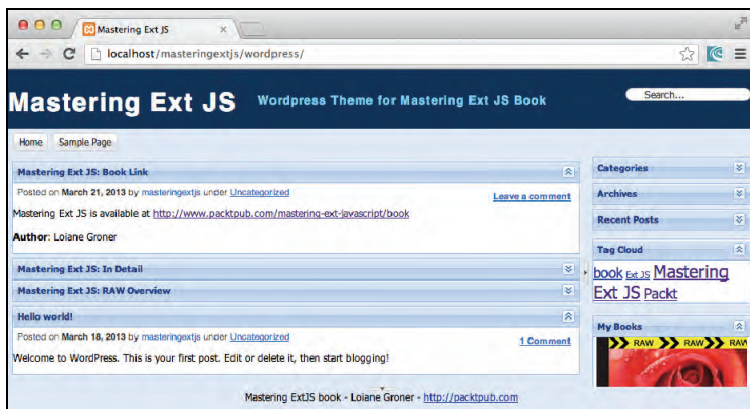 Mastering Ext JS
localhost/masteringextjs/wordpress/
Mastering Ext JS
Wordpress Theme for Mastering Ext JS Book
Search...
Home
Sample Page
Mastering Ext JS: Book Link
Posted on March 21, 2013 by masteringextjs under Uncategorized
Leave a comment
Mastering Ext JS is available at http://www.packtpub.com/mastering-ext-javascript/book
Author: Loiane Groner
Mastering Ext JS: In Detail
Mastering Ext JS: RAW Overview
Hello world!
Posted on March 18, 2013 by masteringextjs under Uncategorized
1 Comment
Welcome to WordPress. This is your first post. Edit or delete it, then start blogging!
Categories
Archives
Recent Posts
Tag Cloud
book Ext JS Mastering
Ext JS Packt
My Books
RAW RAW RAW
Mastering ExtJS book - Loiane Groner - http://packtpub.com